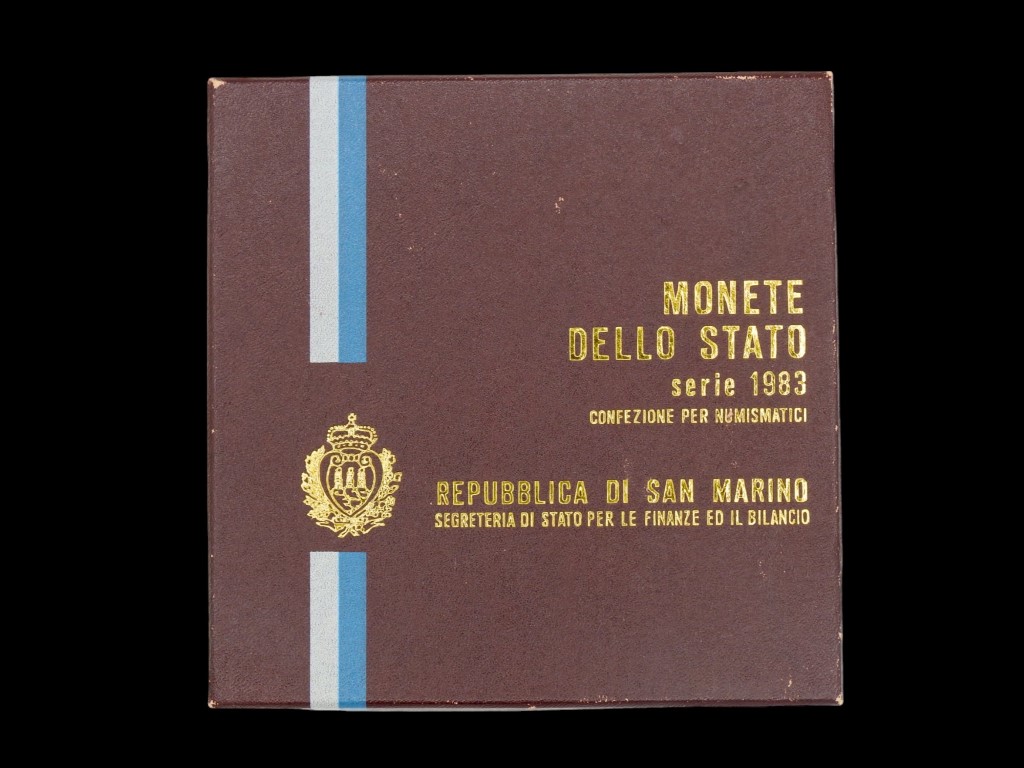 MONETE
DELLO STATO
serie 1983
CONFEZIONE PER NUMISMATICI
REPUBBLICA DI SAN MARINO
SEGRETERIA DI STATO PER LE FINANZE ED IL BILANCIO